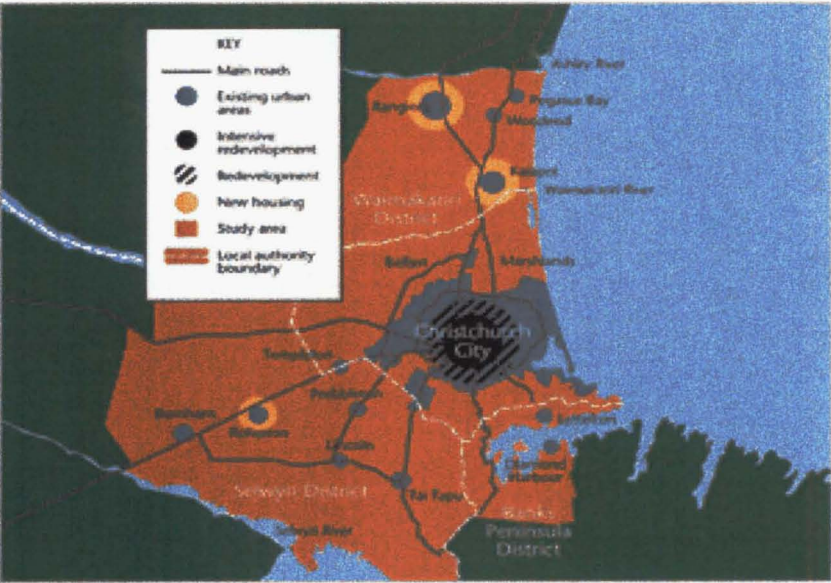 KEY
Main roads
Existing urban
areas
Intensive
redevelopment
Redevelopment
New housing
Study area
Local authority
boundary
Ashley River
Rangiora
Pegasus Bay
Woodend
Kaiapoi
Waimakariri River
Waimakariri
District
Belfast
Marshlands
Christchurch
City
Templeton
Prebbleton
Burnham
Rolleston
Lincoln
Selwyn District
Tai Tapu
Selwyn River
Diamond
Harbour
Banks
Peninsula
District